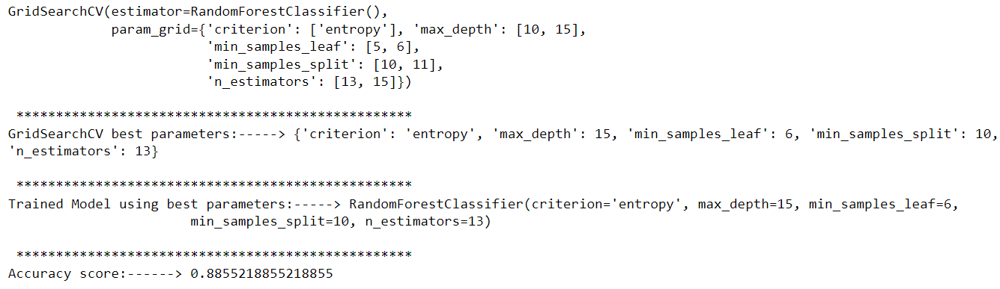 GridSearchCV(estimator=RandomForestClassifier(),
             param_grid={'criterion': ['entropy'], 'max_depth': [10, 15],
                         'min_samples_leaf': [5, 6],
                         'min_samples_split': [10, 11],
                         'n_estimators': [13, 15]})
 **************************************************
GridSearchCV best parameters:-----> {'criterion': 'entropy', 'max_depth': 15, 'min_samples_leaf': 6, 'min_samples_split': 10,
'n_estimators': 13}
 **************************************************
Trained Model using best parameters:-----> RandomForestClassifier(criterion='entropy', max_depth=15, min_samples_leaf=6,
                       min_samples_split=10, n_estimators=13)
 **************************************************
Accuracy score:------> 0.8855218855218855